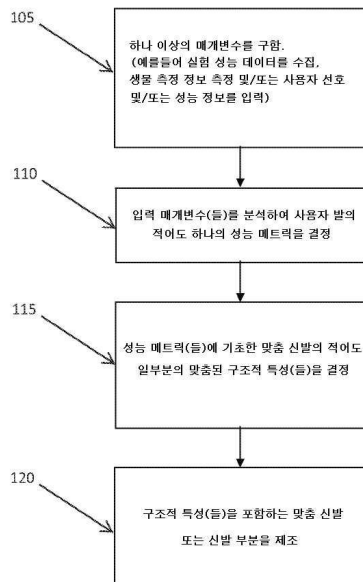 105
하나 이상의 매개변수를 구함.
(예를들어 실험 성능 데이터를 수집,
생물 측정 정보 측정 및/또는 사용자 선호
및/또는 성능 정보를 입력)
110
입력 매개변수(들)를 분석하여 사용자 발의
적어도 하나의 성능 메트릭을 결정
115
성능 메트릭(들)에 기초한 맞춤 신발의 적어도
일부분의 맞춤된 구조적 특성(들)을 결정
120
구조적 특성(들)을 포함하는 맞춤 신발
또는 신발 부분을 제조